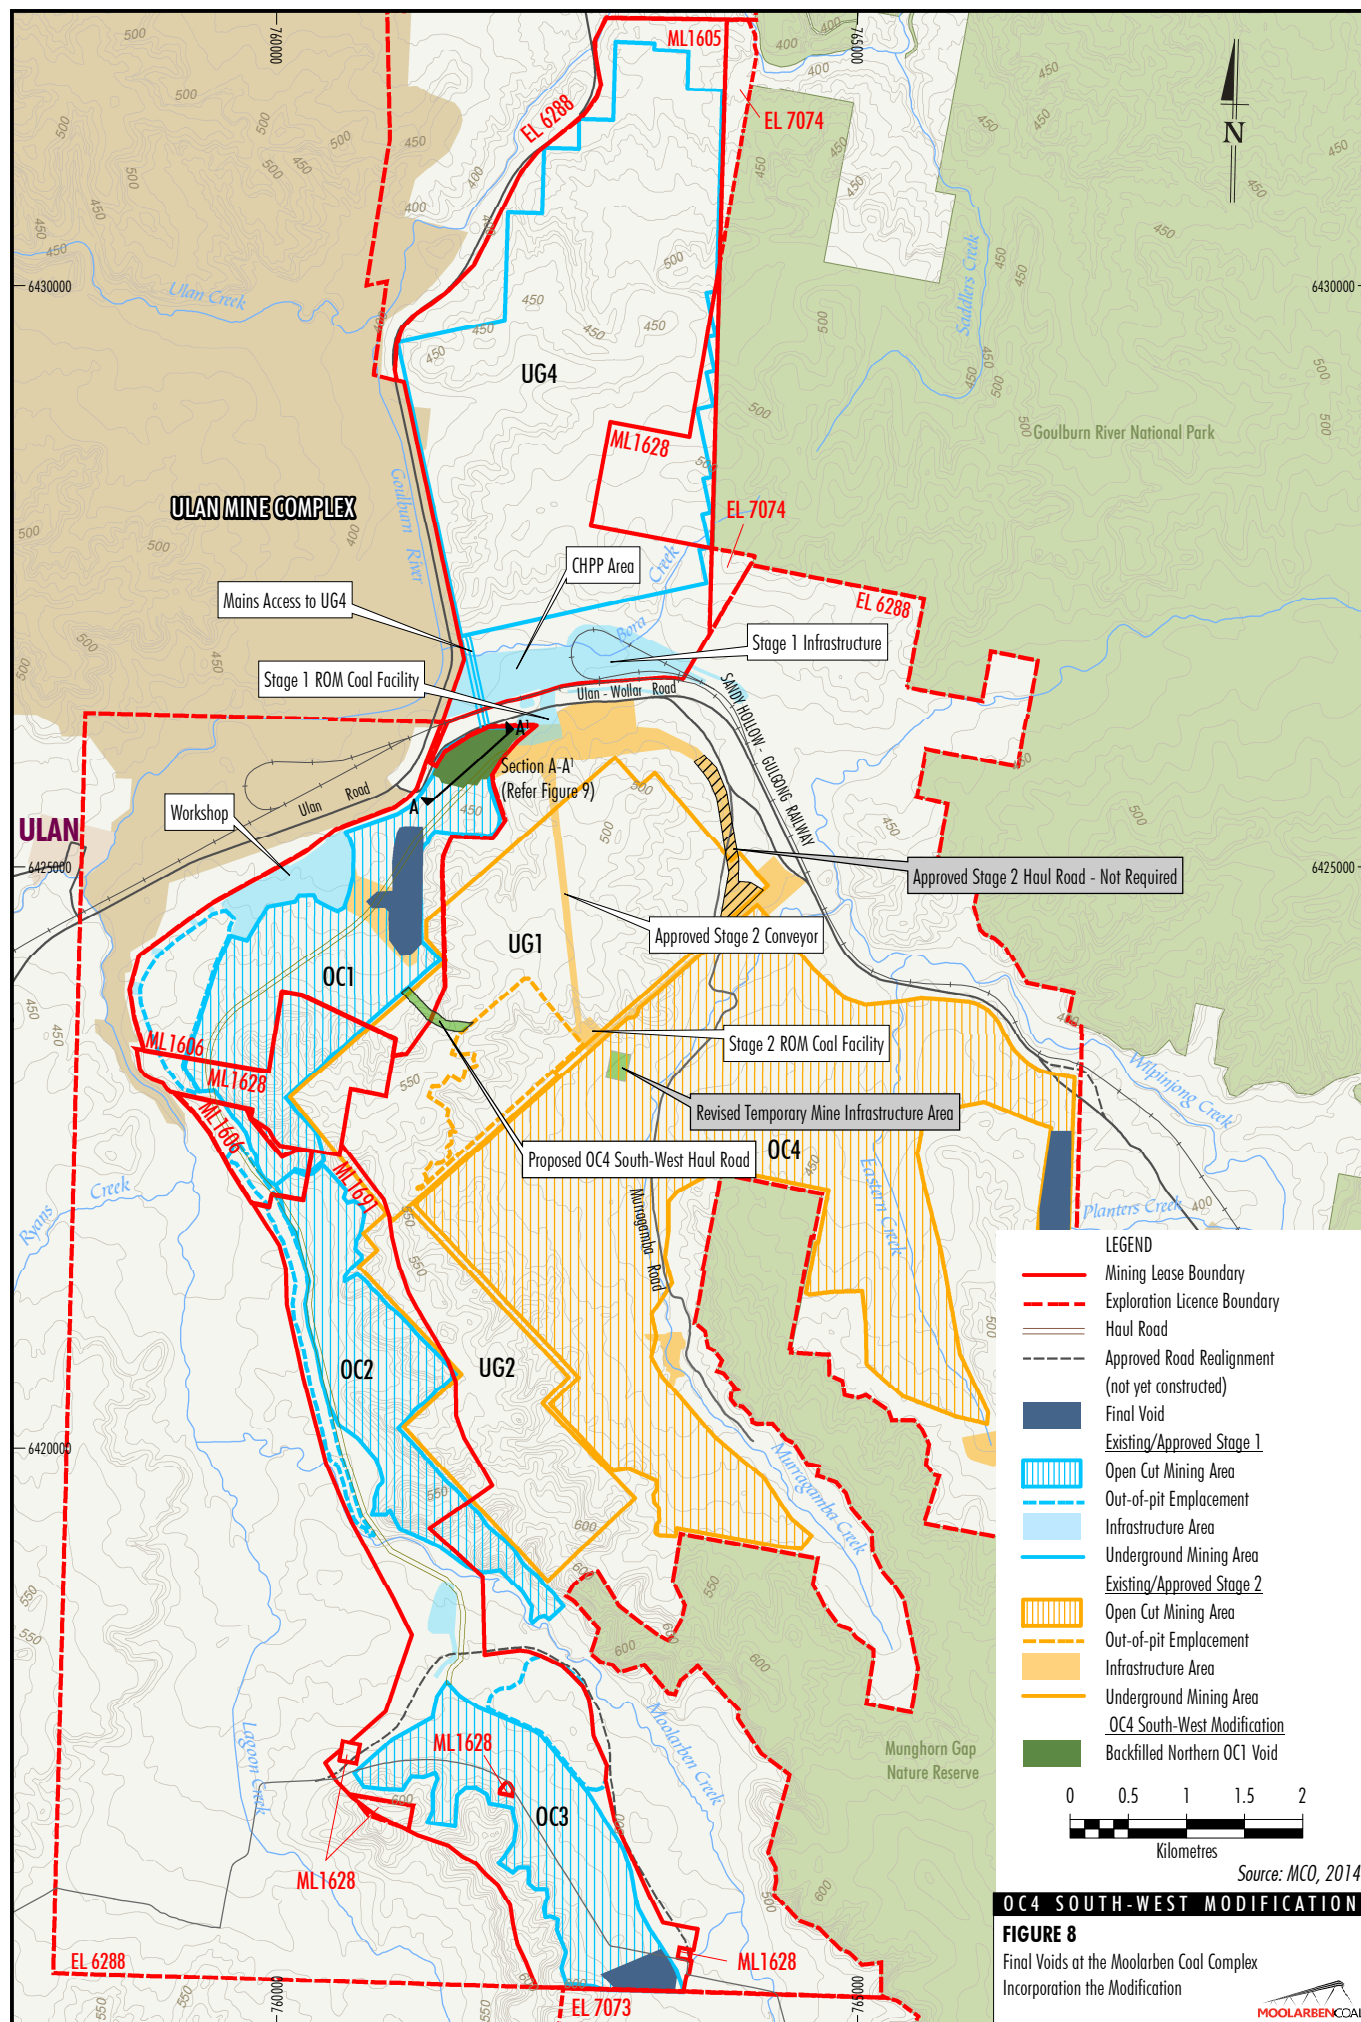 760000
765000
ML1605
EL 6288
EL 7074
N
6430000
6430000
Ulan Creek
Saddlers Creek
UG4
ML1628
Goulburn River National Park
ULAN MINE COMPLEX
Goulburn River
EL 7074
CHPP Area
Creek
Bora
Mains Access to UG4
EL 6288
Stage 1 Infrastructure
Stage 1 ROM Coal Facility
Ulan - Wollar Road
SANDY HOLLOW - GULGONG RAILWAY
A¹
Section A-A¹
(Refer Figure 9)
A
Ulan Road
Workshop
ULAN
6425000
6425000
Approved Stage 2 Haul Road - Not Required
Approved Stage 2 Conveyor
UG1
OC1
ML1606
ML1628
ML1606
Stage 2 ROM Coal Facility
Wilpinjong Creek
Revised Temporary Mine Infrastructure Area
OC4
Proposed OC4 South-West Haul Road
ML1691
Ryans Creek
Murragamba Road
Eastern Creek
Planters Creek
OC2
UG2
6420000
Murragamba Creek
Lagoon Creek
Moolarben Creek
Munghorn Gap
Nature Reserve
ML1628
OC3
ML1628
ML1628
EL 6288
EL 7073
760000
765000
LEGEND
Mining Lease Boundary
Exploration Licence Boundary
Haul Road
Approved Road Realignment
(not yet constructed)
Final Void
Existing/Approved Stage 1
Open Cut Mining Area
Out-of-pit Emplacement
Infrastructure Area
Underground Mining Area
Existing/Approved Stage 2
Open Cut Mining Area
Out-of-pit Emplacement
Infrastructure Area
Underground Mining Area
OC4 South-West Modification
Backfilled Northern OC1 Void
0 0.5 1 1.5 2
Kilometres
Source: MCO, 2014
OC4 SOUTH-WEST MODIFICATION
FIGURE 8
Final Voids at the Moolarben Coal Complex
Incorporation the Modification
MOOLARBENCOAL